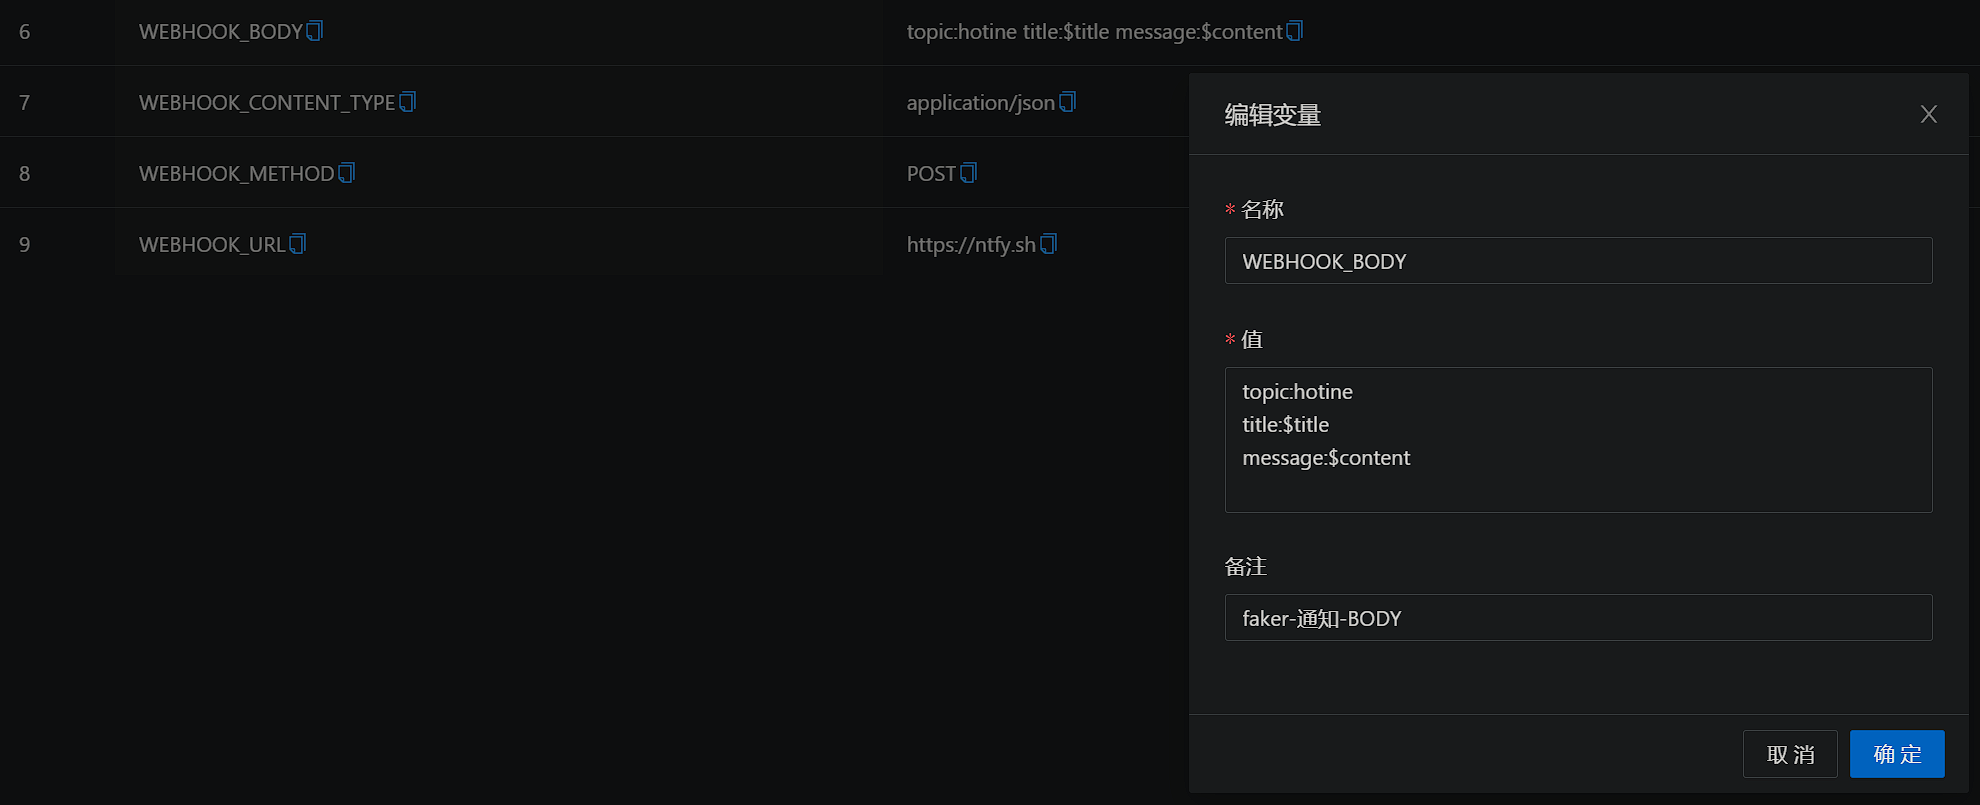 6 WEBHOOK_BODY topic:hotine title:$title message:$content
7 WEBHOOK_CONTENT_TYPE application/json
8 WEBHOOK_METHOD POST
9 WEBHOOK_URL https://ntfy.sh
编辑变量
* 名称
WEBHOOK_BODY
* 值
topic:hotine
title:$title
message:$content
备注
faker-通知-BODY
取 消 确 定